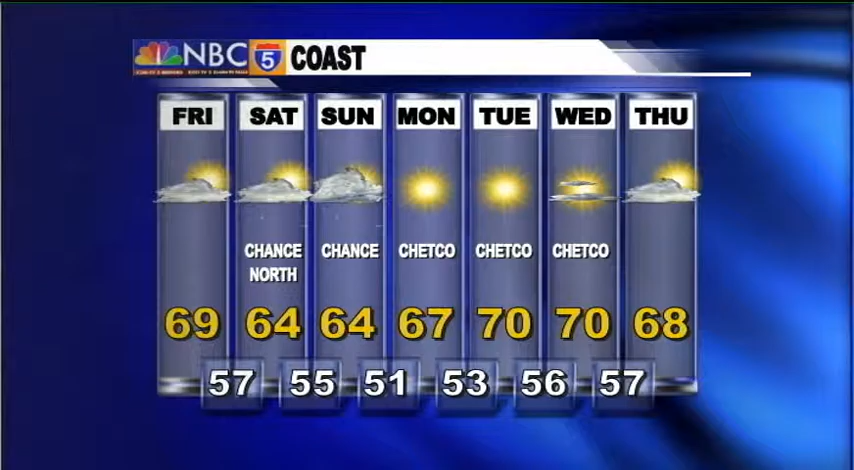 NBC 5 COAST
FRI SAT SUN MON TUE WED THU
CHANCE CHANCE CHETCO CHETCO CHETCO
NORTH
69 64 64 67 70 70 68
57 55 51 53 56 57